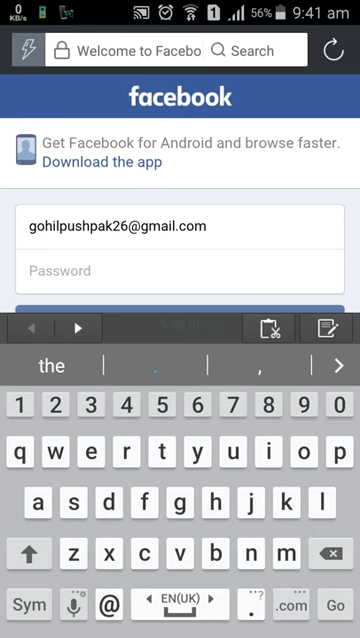 0
KB/s
1
56%
9:41 am
Welcome to Facebo
Search
facebook
Get Facebook for Android and browse faster.
Download the app
gohilpushpak26@gmail.com
Password
Log In
the . ,
1 2 3 4 5 6 7 8 9 0
q w e r t y u i o p
a s d f g h j k l
z x c v b n m
Sym @ EN(UK) . ? .com Go